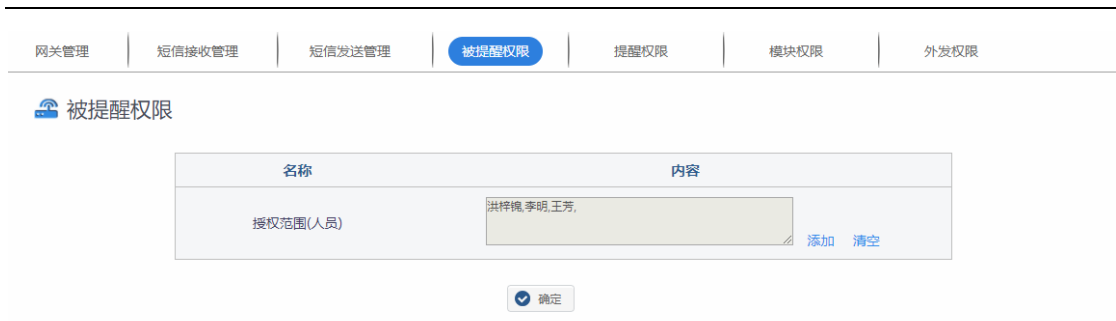 网关管理 短信接收管理 短信发送管理 被提醒权限 提醒权限 模块权限 外发权限
被提醒权限
名称 内容
授权范围(人员) 洪梓锦,李明,王芳,
添加 清空
确定